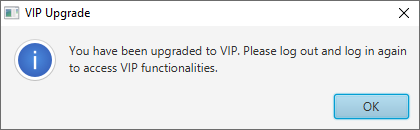 VIP Upgrade
You have been upgraded to VIP. Please log out and log in again
to access VIP functionalities.
OK